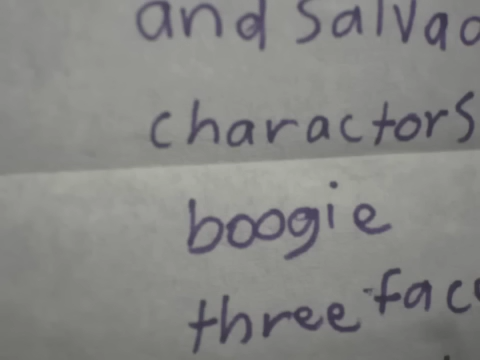 and salvad
charactors
boogie
three fac